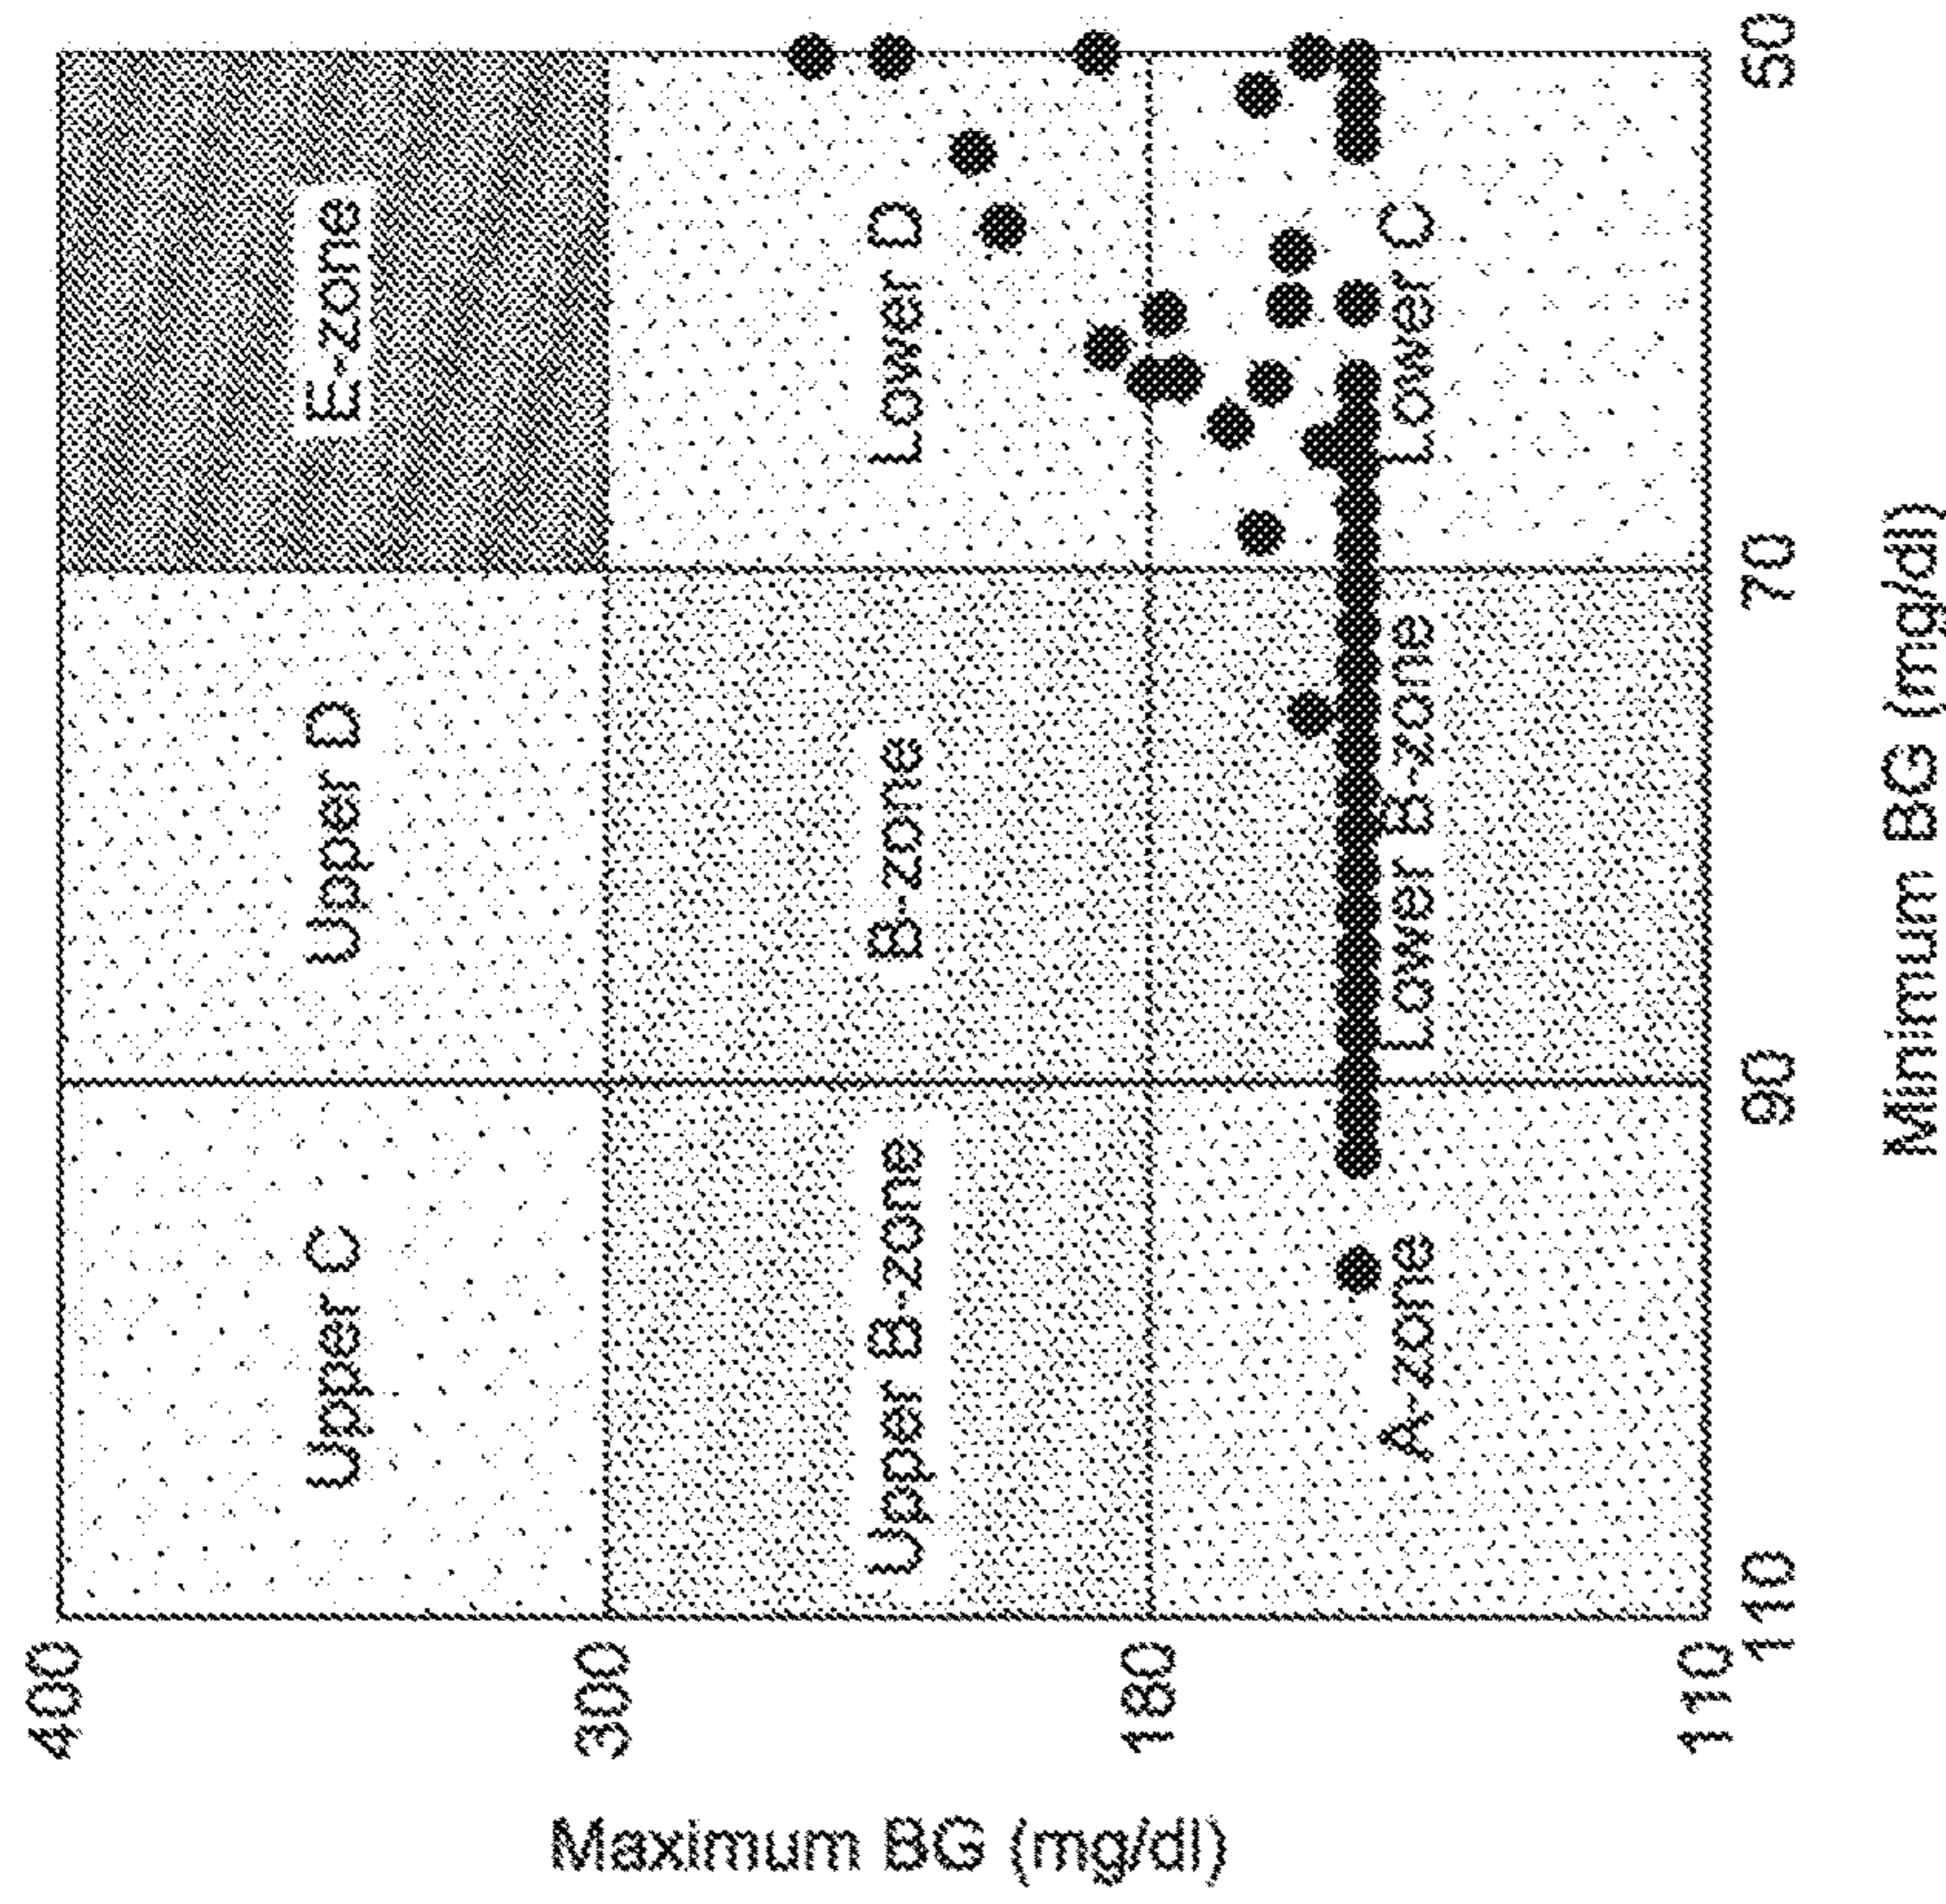 Maximum BG (mg/dl)
400
300
180
110
Upper C
Upper D
E-zone
Upper B-zone
B-zone
Lower D
A-zone
Lower B-zone
Lower C
110
90
70
50
Minimum BG (mg/dl)